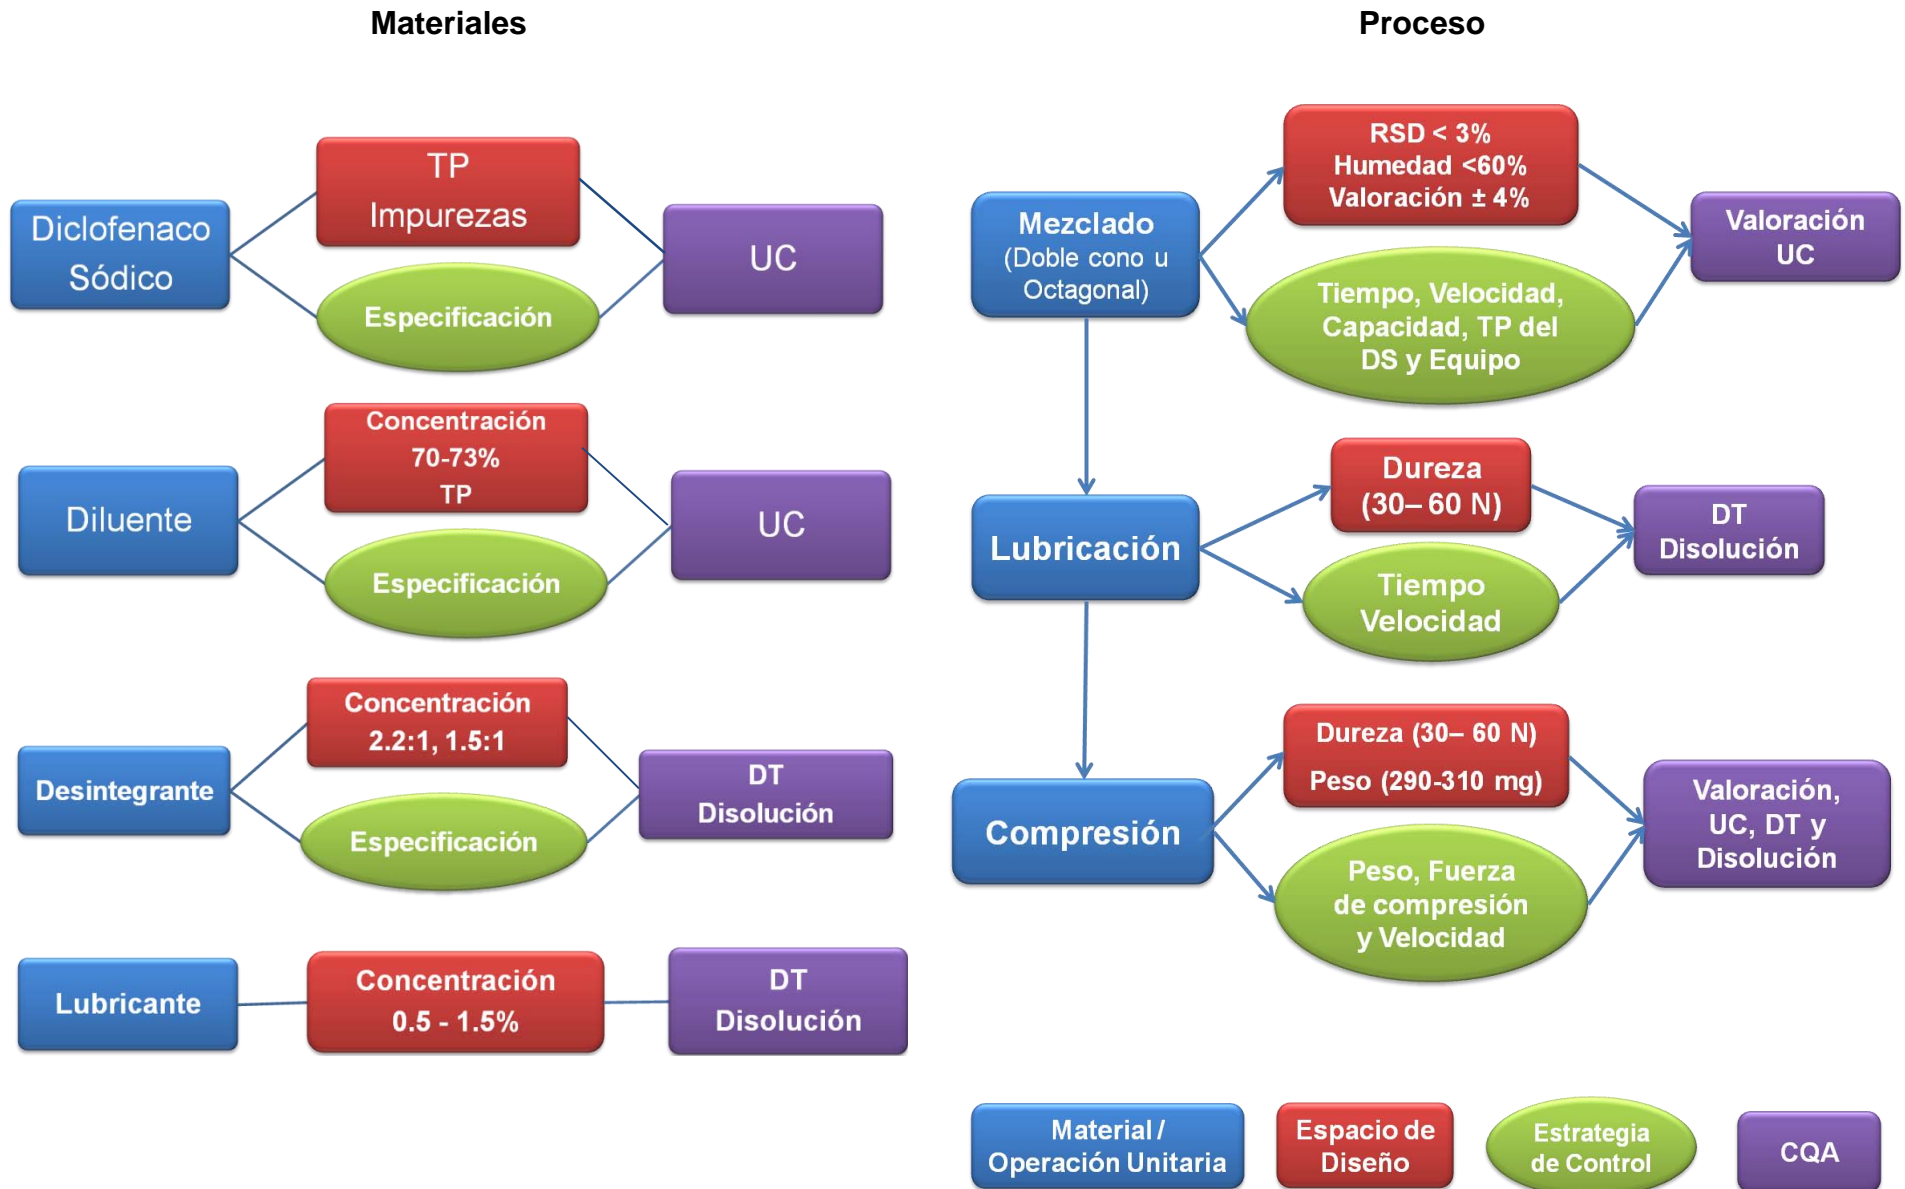 Materiales
Diclofenaco
Sódico
TP
Impurezas
Especificación
UC
Diluente
Concentración
70-73%
TP
Especificación
UC
Desintegrante
Concentración
2.2:1, 1.5:1
Especificación
DT
Disolución
Lubricante
Concentración
0.5 - 1.5%
DT
Disolución
Proceso
Mezclado
(Doble cono u
Octagonal)
RSD < 3%
Humedad <60%
Valoración ± 4%
Tiempo, Velocidad,
Capacidad, TP del
DS y Equipo
Valoración
UC
Lubricación
Dureza
(30– 60 N)
Tiempo
Velocidad
DT
Disolución
Compresión
Dureza (30– 60 N)
Peso (290-310 mg)
Peso, Fuerza
de compresión
y Velocidad
Valoración,
UC, DT y
Disolución
Material /
Operación Unitaria
Espacio de
Diseño
Estrategia
de Control
CQA